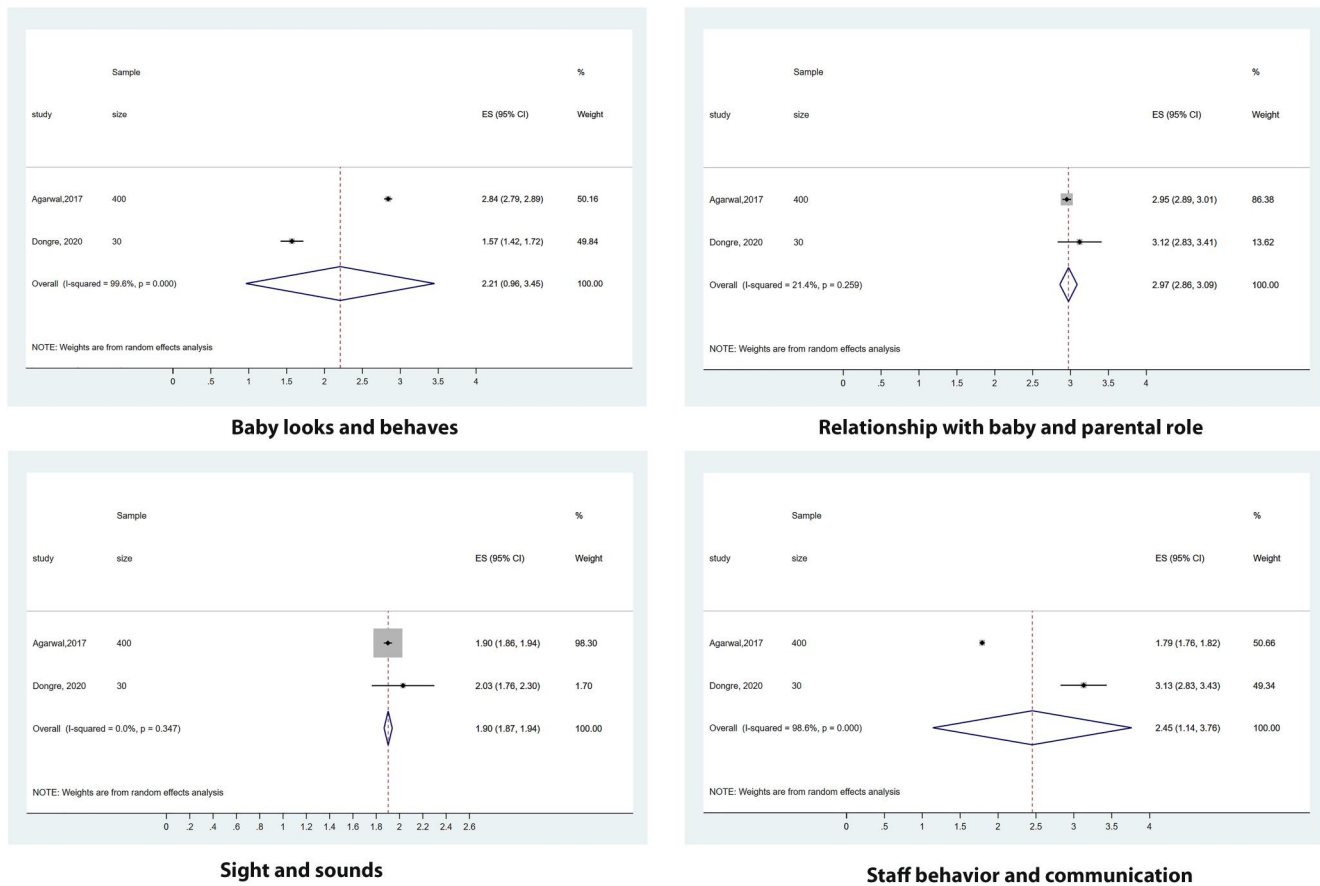 Sample %
study size ES (95% CI) Weight
Agarwal,2017 400 2.84 (2.79, 2.89) 50.16
Dongre, 2020 30 1.57 (1.42, 1.72) 49.84
Overall (I-squared = 99.6%, p = 0.000) 2.21 (0.96, 3.45) 100.00
NOTE: Weights are from random effects analysis
0 .5 1 1.5 2 2.5 3 3.5 4
Baby looks and behaves
Sample %
study size ES (95% CI) Weight
Agarwal,2017 400 2.95 (2.89, 3.01) 86.38
Dongre, 2020 30 3.12 (2.83, 3.41) 13.62
Overall (I-squared = 21.4%, p = 0.259) 2.97 (2.86, 3.09) 100.00
NOTE: Weights are from random effects analysis
0 .5 1 1.5 2 2.5 3 3.5 4
Relationship with baby and parental role
Sample %
study size ES (95% CI) Weight
Agarwal,2017 400 1.90 (1.86, 1.94) 98.30
Dongre, 2020 30 2.03 (1.76, 2.30) 1.70
Overall (I-squared = 0.0%, p = 0.347) 1.90 (1.87, 1.94) 100.00
NOTE: Weights are from random effects analysis
0 .2 .4 .6 .8 1 1.2 1.4 1.6 1.8 2 2.2 2.4 2.6
Sight and sounds
Sample %
study size ES (95% CI) Weight
Agarwal,2017 400 1.79 (1.76, 1.82) 50.66
Dongre, 2020 30 3.13 (2.83, 3.43) 49.34
Overall (I-squared = 98.6%, p = 0.000) 2.45 (1.14, 3.76) 100.00
NOTE: Weights are from random effects analysis
0 .5 1 1.5 2 2.5 3 3.5 4
Staff behavior and communication